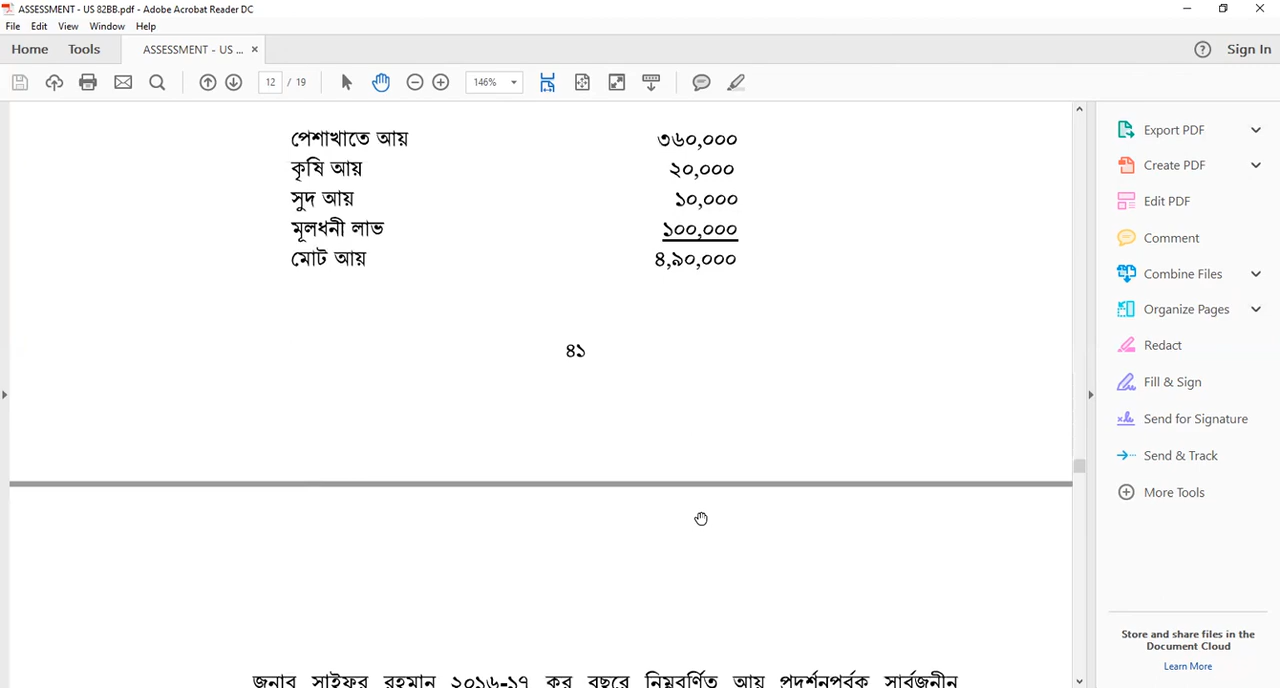 ASSESSMENT - US 82BB.pdf - Adobe Acrobat Reader DC
File Edit View Window Help
Home Tools ASSESSMENT - US ... × Sign In
12 / 19 146%
পেশাখাতে আয় ৩৬০,০০০
কৃষি আয় ২০,০০০
সুদ আয় ১০,০০০
মূলধনী লাভ ১০০,০০০
মোট আয় ৪,৯০,০০০
৪১
জনাব সাইফুর রহমান ২০১৬-১৭ কর বছরে নিম্নবর্ণিত আয় প্রদর্শনপূর্বক সার্বজনীন
Export PDF
Create PDF
Edit PDF
Comment
Combine Files
Organize Pages
Redact
Fill & Sign
Send for Signature
Send & Track
More Tools
Store and share files in the
Document Cloud
Learn More